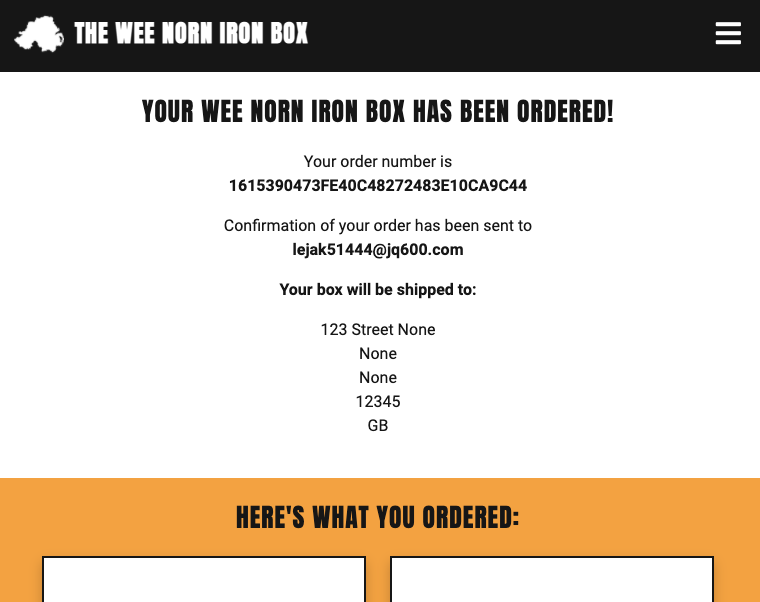 THE WEE NORN IRON BOX
YOUR WEE NORN IRON BOX HAS BEEN ORDERED!
Your order number is
1615390473FE40C48272483E10CA9C44
Confirmation of your order has been sent to
lejak51444@jq600.com
Your box will be shipped to:
123 Street None
None
None
12345
GB
HERE'S WHAT YOU ORDERED: